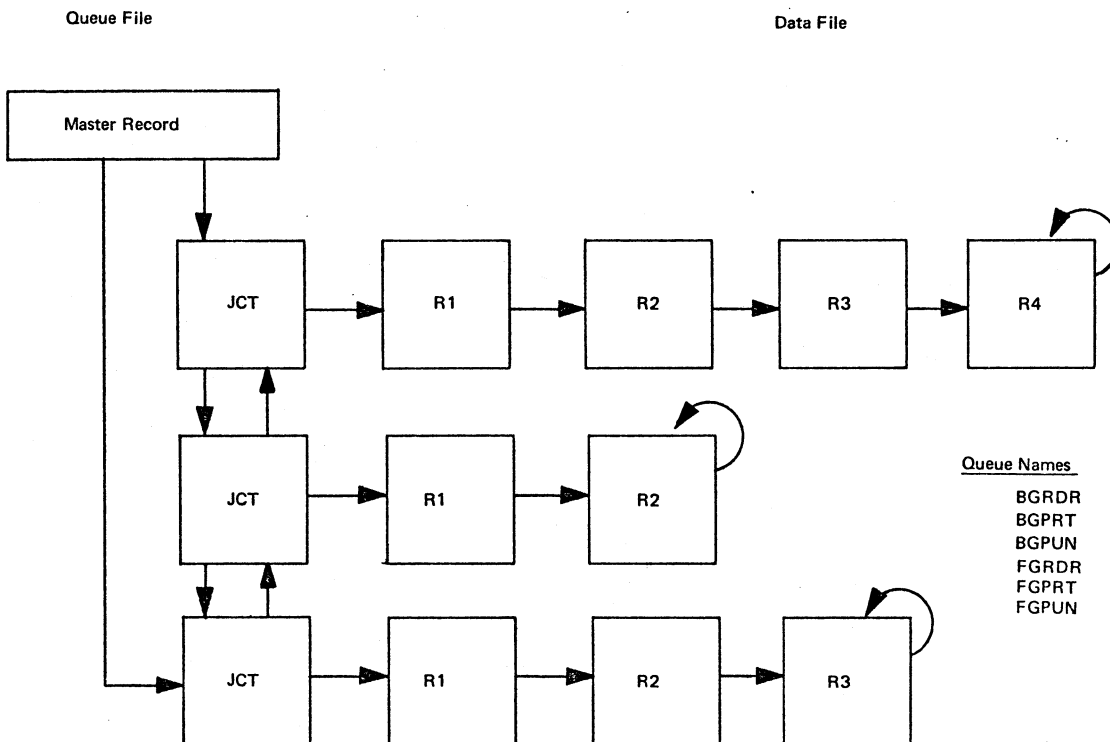 Queue File
Data File
Master Record
JCT
R1
R2
R3
R4
JCT
R1
R2
Queue Names
BGRDR
BGPRT
BGPUN
FGRDR
FGPRT
FGPUN
JCT
R1
R2
R3